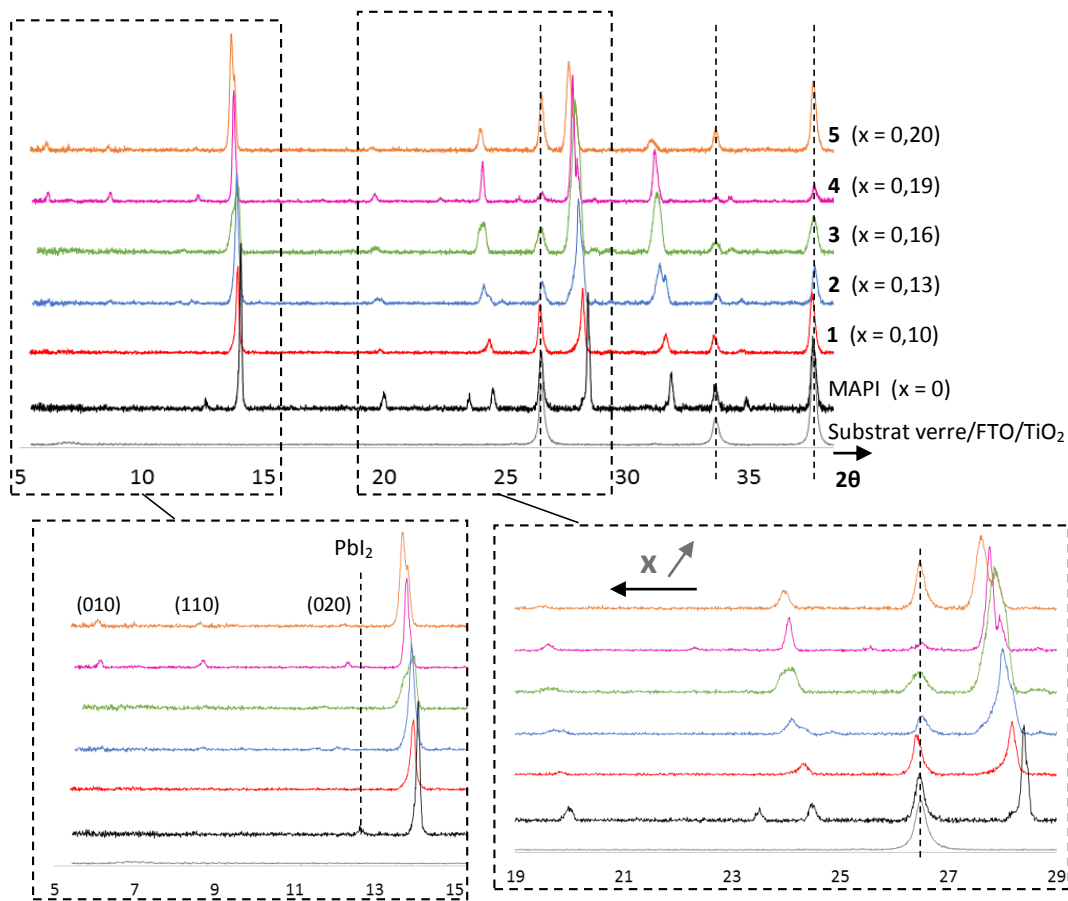 5 (x = 0,20)
4 (x = 0,19)
3 (x = 0,16)
2 (x = 0,13)
1 (x = 0,10)
MAPI (x = 0)
Substrat verre/FTO/TiO₂
5 10 15 20 25 30 35 2θ
PbI₂
(010) (110) (020)
5 7 9 11 13 15
x
19 21 23 25 27 29